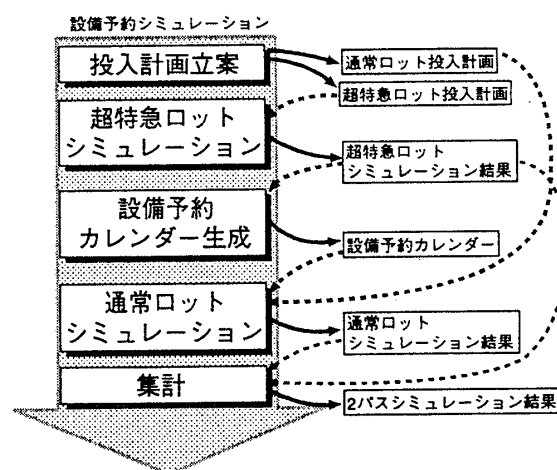 設備予約シミュレーション
投入計画立案
通常ロット投入計画
超特急ロット投入計画
超特急ロット
シミュレーション
超特急ロット
シミュレーション結果
設備予約
カレンダー生成
設備予約カレンダー
通常ロット
シミュレーション
通常ロット
シミュレーション結果
集計
2パスシミュレーション結果